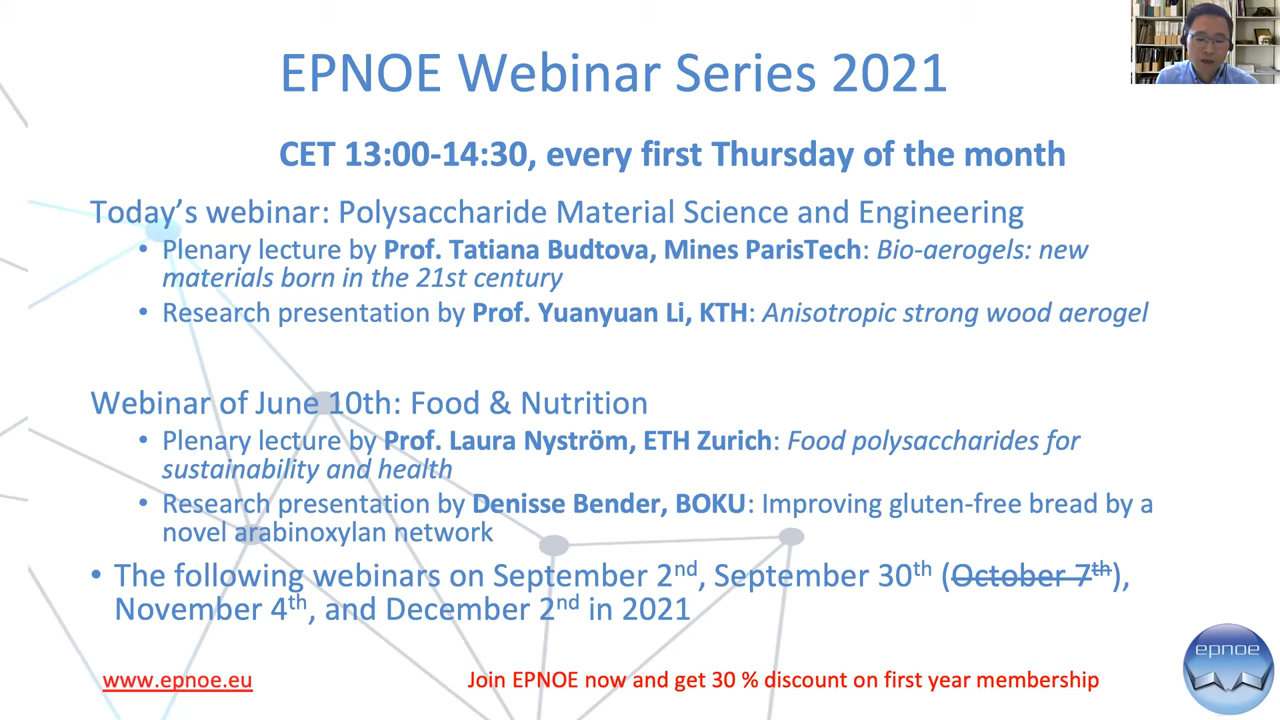 EPNOE Webinar Series 2021
CET 13:00-14:30, every first Thursday of the month
Today’s webinar: Polysaccharide Material Science and Engineering
• Plenary lecture by Prof. Tatiana Budtova, Mines ParisTech: Bio-aerogels: new
materials born in the 21st century
• Research presentation by Prof. Yuanyuan Li, KTH: Anisotropic strong wood aerogel
Webinar of June 10th: Food & Nutrition
• Plenary lecture by Prof. Laura Nyström, ETH Zurich: Food polysaccharides for
sustainability and health
• Research presentation by Denisse Bender, BOKU: Improving gluten-free bread by a
novel arabinoxylan network
• The following webinars on September 2nd, September 30th (October 7th),
November 4th, and December 2nd in 2021
www.epnoe.eu
Join EPNOE now and get 30 % discount on first year membership
epnoe